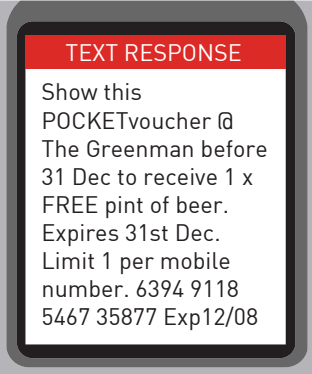 TEXT RESPONSE
Show this
POCKETvoucher @
The Greenman before
31 Dec to receive 1 x
FREE pint of beer.
Expires 31st Dec.
Limit 1 per mobile
number. 6394 9118
5467 35877 Exp12/08